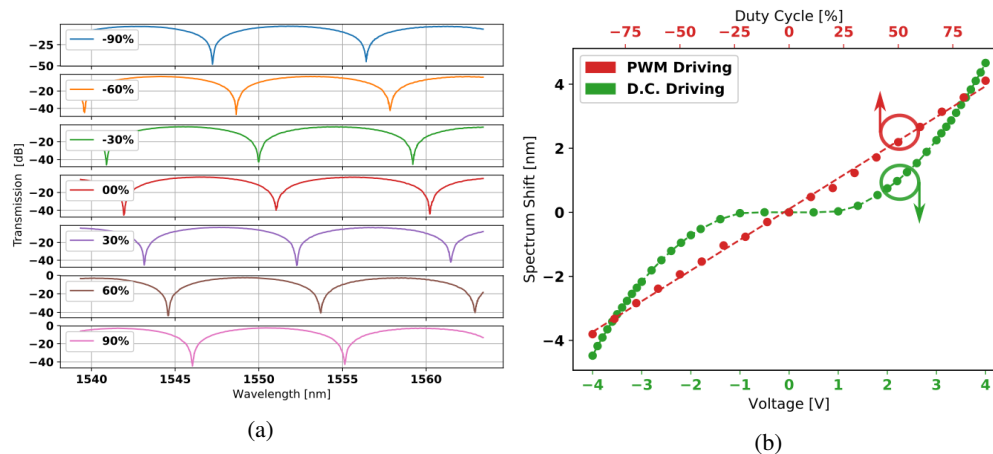 -90%
-60%
-30%
00%
30%
60%
90%
−25
−50
−20
−40
−20
−40
−20
−40
−20
−40
0
−20
−40
0
−20
−40
Transmission [dB]
1540 1545 1550 1555 1560
Wavelength [nm]
(a)
Duty Cycle [%]
−75 −50 −25 0 25 50 75
PWM Driving
D.C. Driving
4
2
0
−2
−4
Spectrum Shift [nm]
−4 −3 −2 −1 0 1 2 3 4
Voltage [V]
(b)